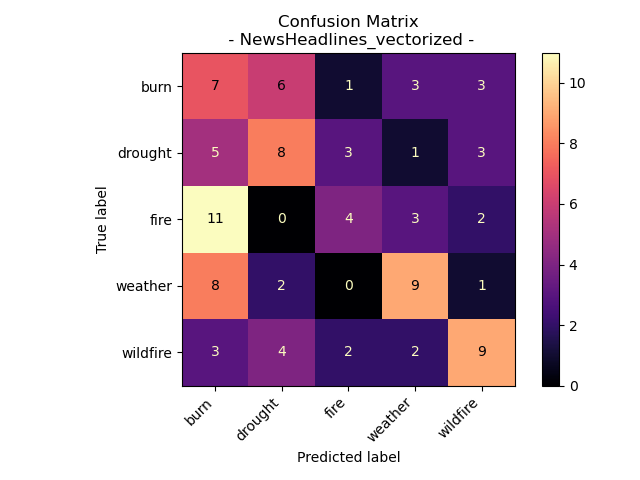 Confusion Matrix
- NewsHeadlines_vectorized -
burn 7 6 1 3 3
drought 5 8 3 1 3
fire 11 0 4 3 2
weather 8 2 0 9 1
wildfire 3 4 2 2 9
burn drought fire weather wildfire
Predicted label
True label
10
8
6
4
2
0